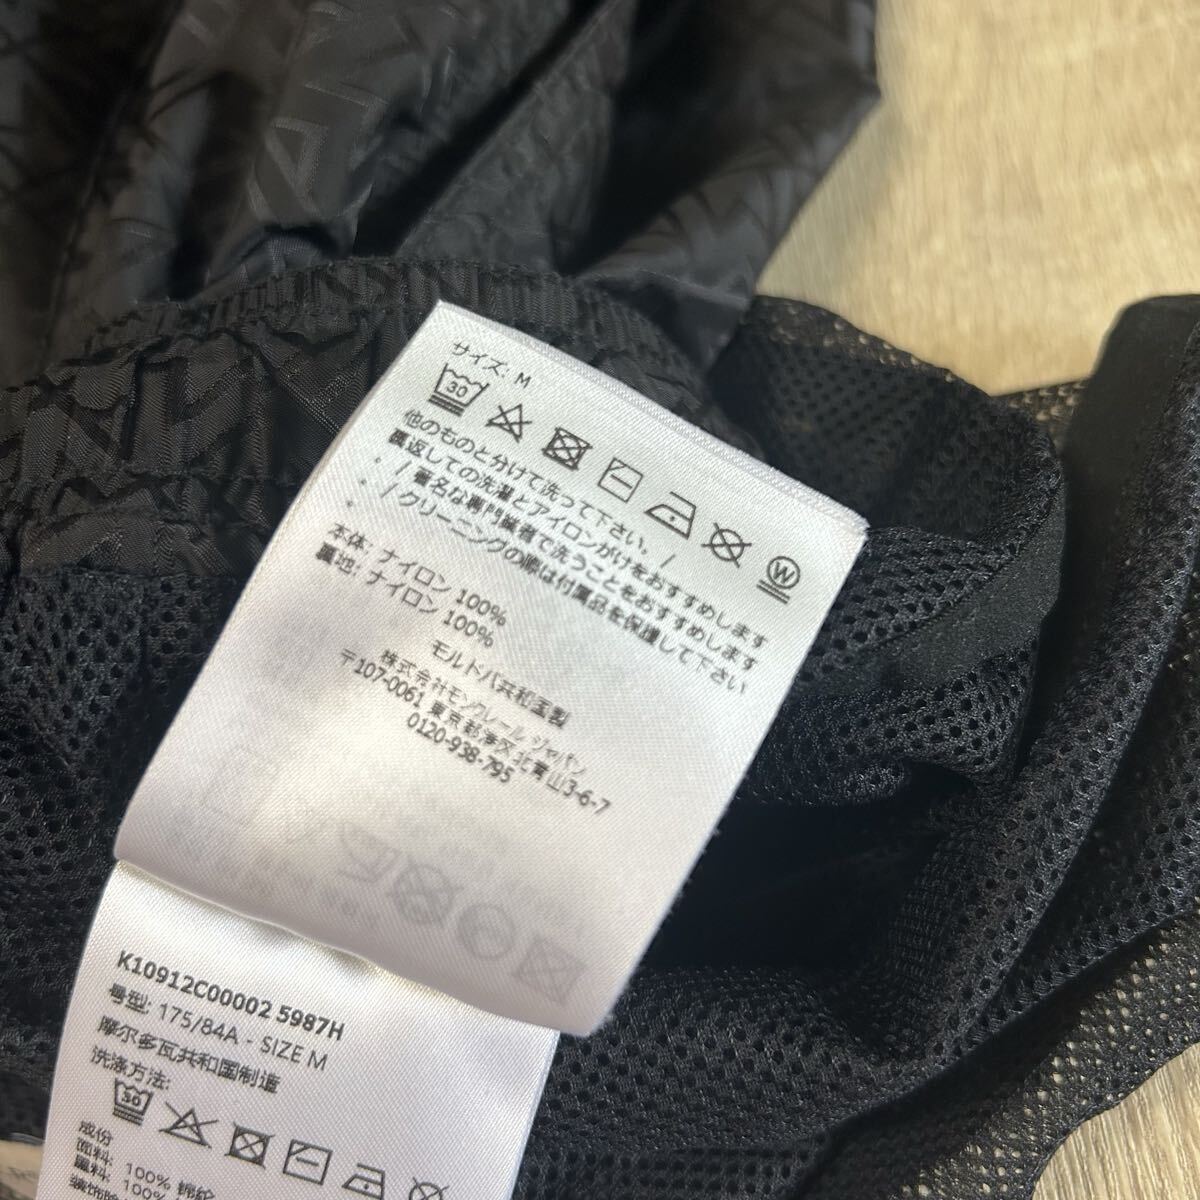 サイズ: M
30
W
他のものと分けて洗って下さい。 /
裏返しての洗濯とアイロンがけをおすすめします
. / 著名な専門業者で洗うことをおすすめします
. / クリーニングの際は付属品を保護して下さい
本体: ナイロン 100%
裏地: ナイロン 100%
モルドバ共和国製
株式会社モンクレール ジャパン
〒107-0061 東京都港区北青山3-6-7
0120-938-795
K10912C00002 5987H
号型: 175/84A - SIZE M
摩尔多瓦共和国制造
洗涤方法:
30
成份
面料: 100% 锦纶
里料: 100%
装饰除